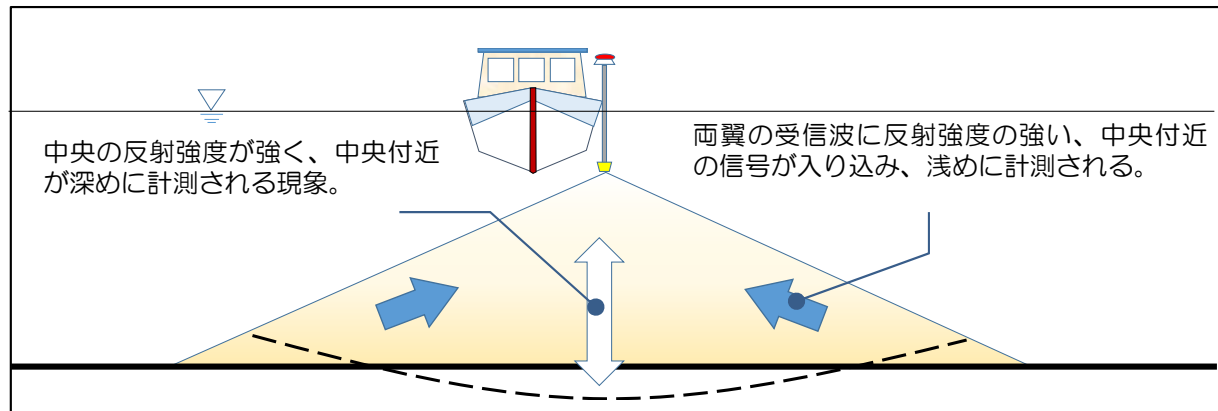 中央の反射強度が強く、中央付近
が深めに計測される現象。
両翼の受信波に反射強度の強い、中央付近
の信号が入り込み、浅めに計測される。